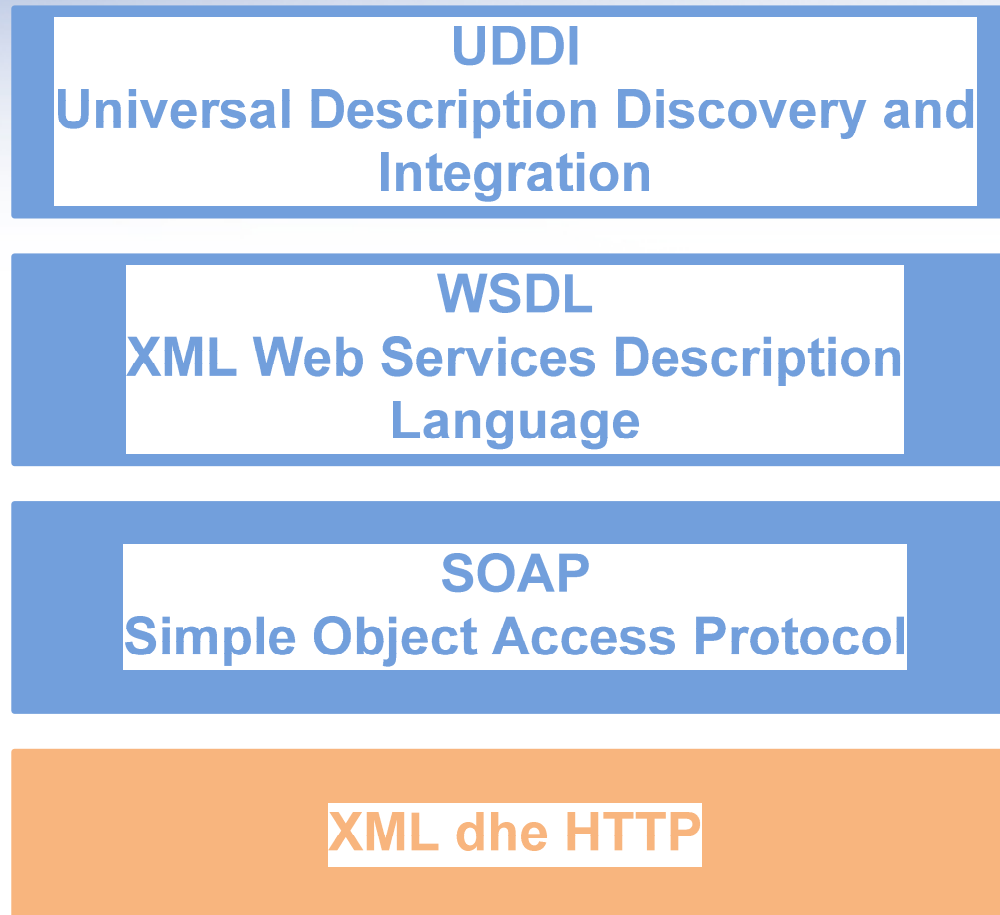 UDDI
Universal Description Discovery and
Integration
WSDL
XML Web Services Description
Language
SOAP
Simple Object Access Protocol
XML dhe HTTP